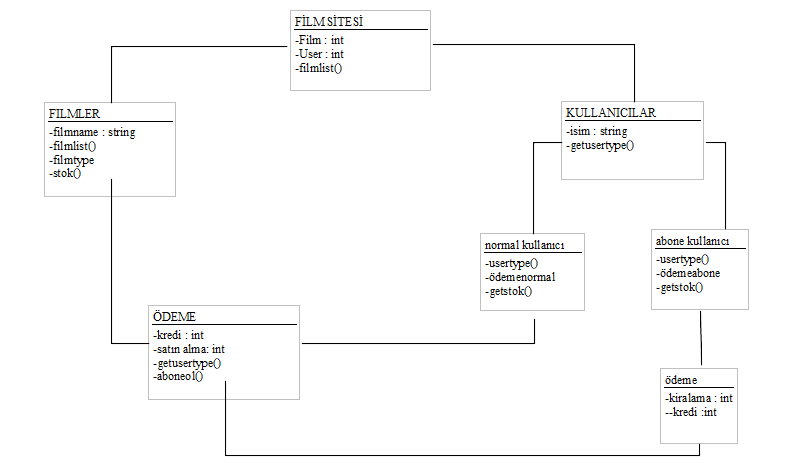 FİLM SİTESİ
-Film : int
-User : int
-filmlist()
FILMLER
-filmname : string
-filmlist()
-filmtype
-stok()
KULLANICILAR
-isim : string
-getusertype()
normal kullanıcı
-usertype()
-ödemenormal
-getstok()
abone kullanıcı
-usertype()
-ödemeabone
-getstok()
ÖDEME
-kredi : int
-satın alma: int
-getusertype()
-aboneol()
ödeme
-kiralama : int
--kredi :int